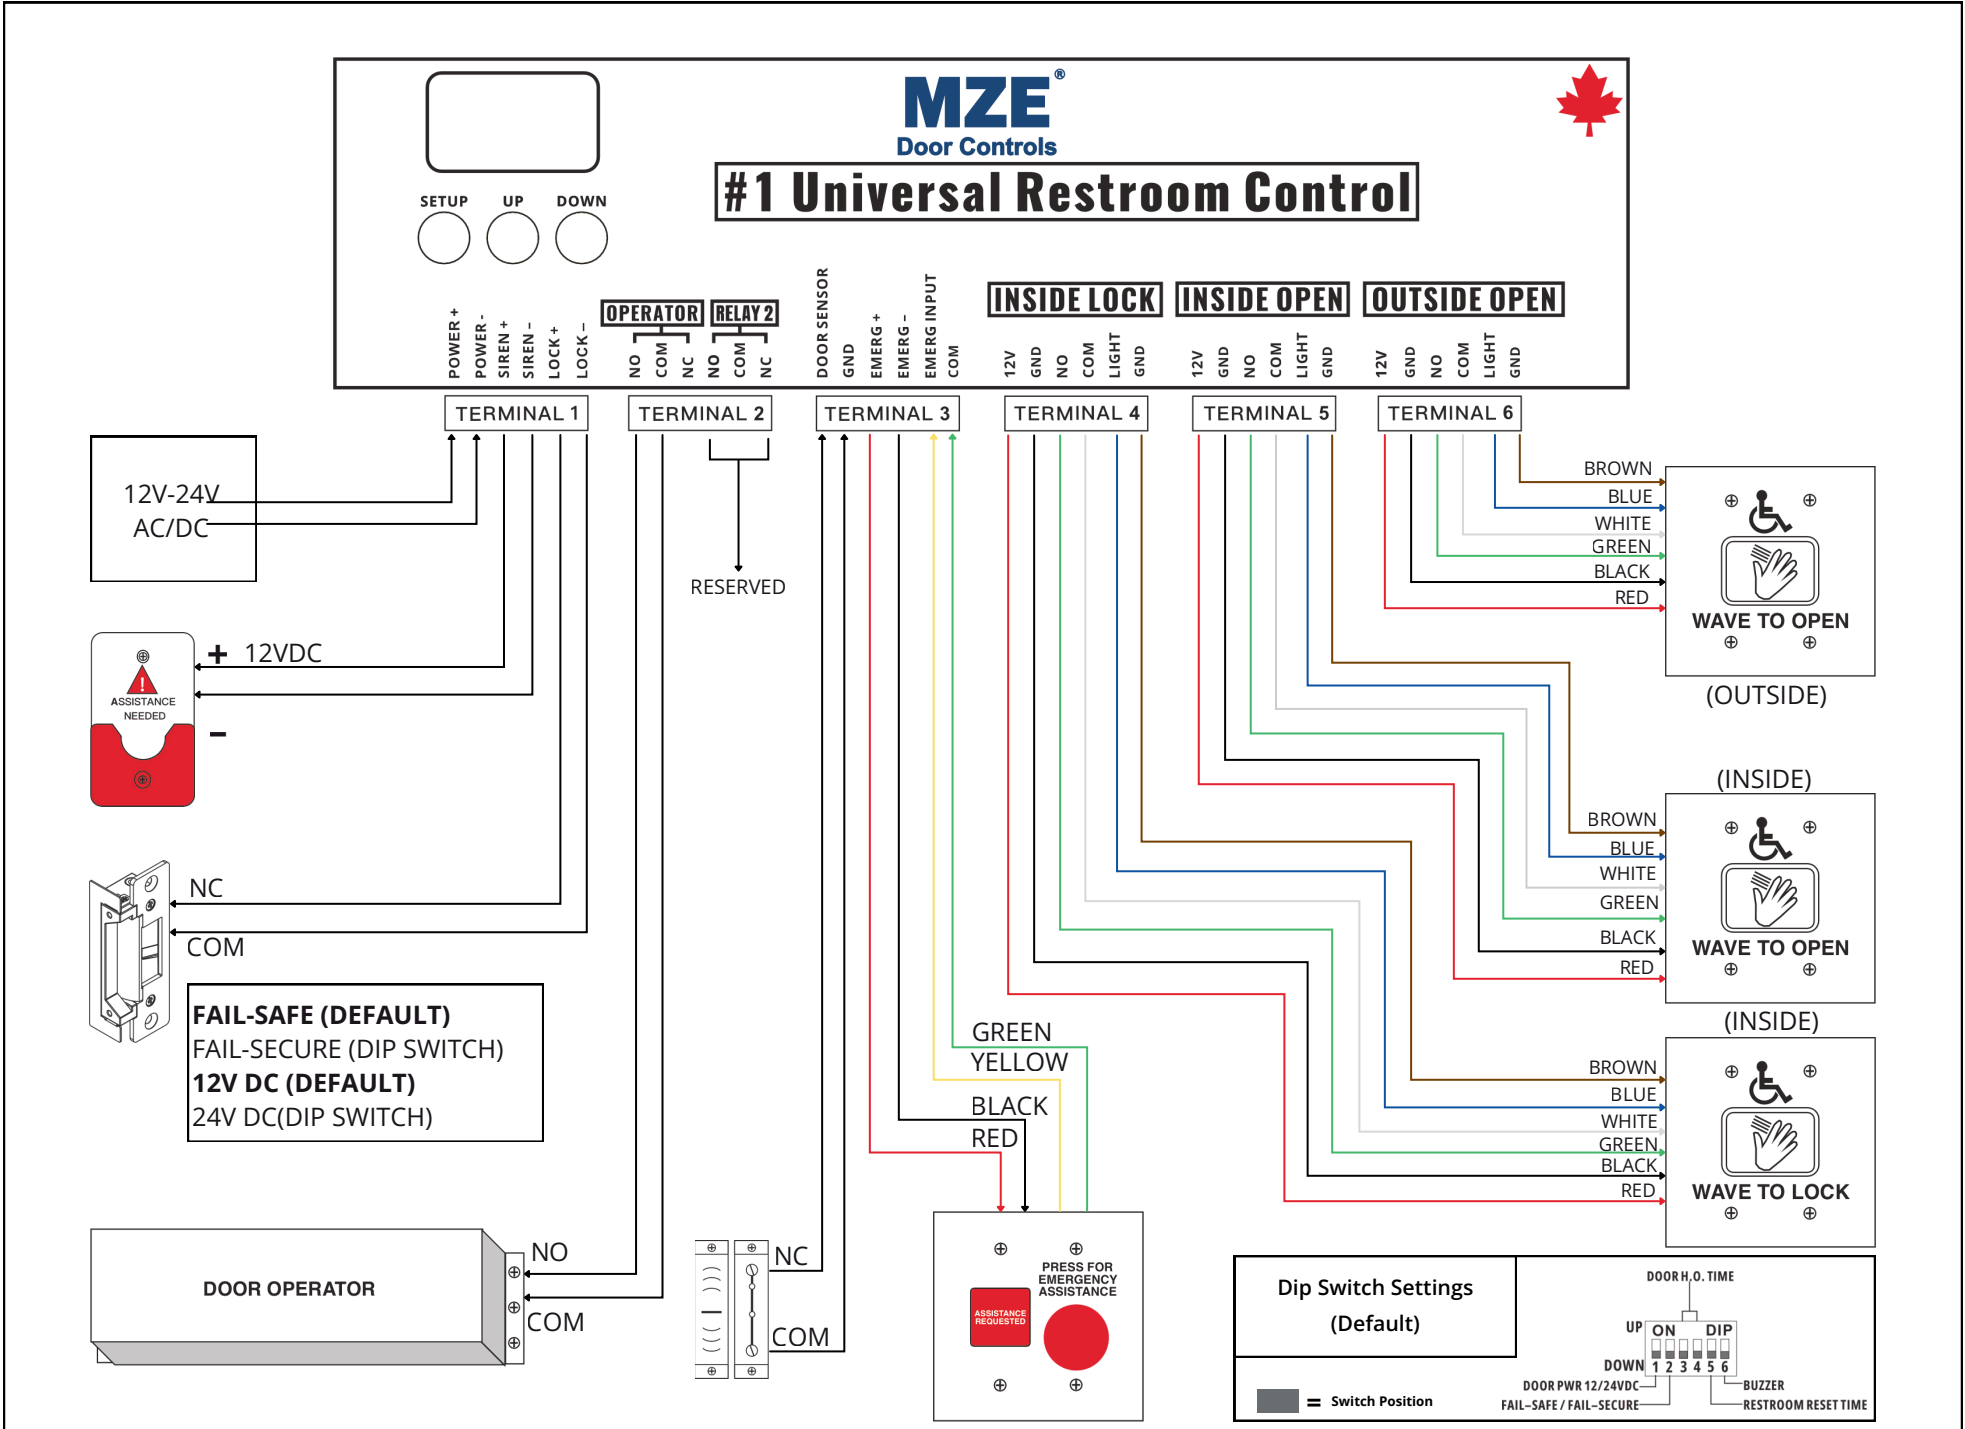 MZE®
Door Controls
#1 Universal Restroom Control
SETUP UP DOWN
POWER +
POWER -
SIREN +
SIREN –
LOCK +
LOCK –
OPERATOR
NO
COM
NC
RELAY 2
NO
COM
NC
DOOR SENSOR
GND
EMERG +
EMERG –
EMERG INPUT
COM
INSIDE LOCK
12V
GND
NO
COM
LIGHT
GND
INSIDE OPEN
12V
GND
NO
COM
LIGHT
GND
OUTSIDE OPEN
12V
GND
NO
COM
LIGHT
GND
TERMINAL 1
TERMINAL 2
TERMINAL 3
TERMINAL 4
TERMINAL 5
TERMINAL 6
12V-24V
AC/DC
RESERVED
+ 12VDC
–
!
ASSISTANCE
NEEDED
NC
COM
FAIL-SAFE (DEFAULT)
FAIL-SECURE (DIP SWITCH)
12V DC (DEFAULT)
24V DC(DIP SWITCH)
DOOR OPERATOR
NO
COM
NC
COM
GREEN
YELLOW
BLACK
RED
PRESS FOR
EMERGENCY
ASSISTANCE
ASSISTANCE
REQUESTED
BROWN
BLUE
WHITE
GREEN
BLACK
RED
WAVE TO OPEN
(OUTSIDE)
(INSIDE)
BROWN
BLUE
WHITE
GREEN
BLACK
RED
WAVE TO OPEN
(INSIDE)
BROWN
BLUE
WHITE
GREEN
BLACK
RED
WAVE TO LOCK
Dip Switch Settings
(Default)
= Switch Position
DOOR H.O. TIME
UP
ON DIP
DOWN
1 2 3 4 5 6
DOOR PWR 12/24VDC
BUZZER
FAIL–SAFE / FAIL–SECURE
RESTROOM RESET TIME